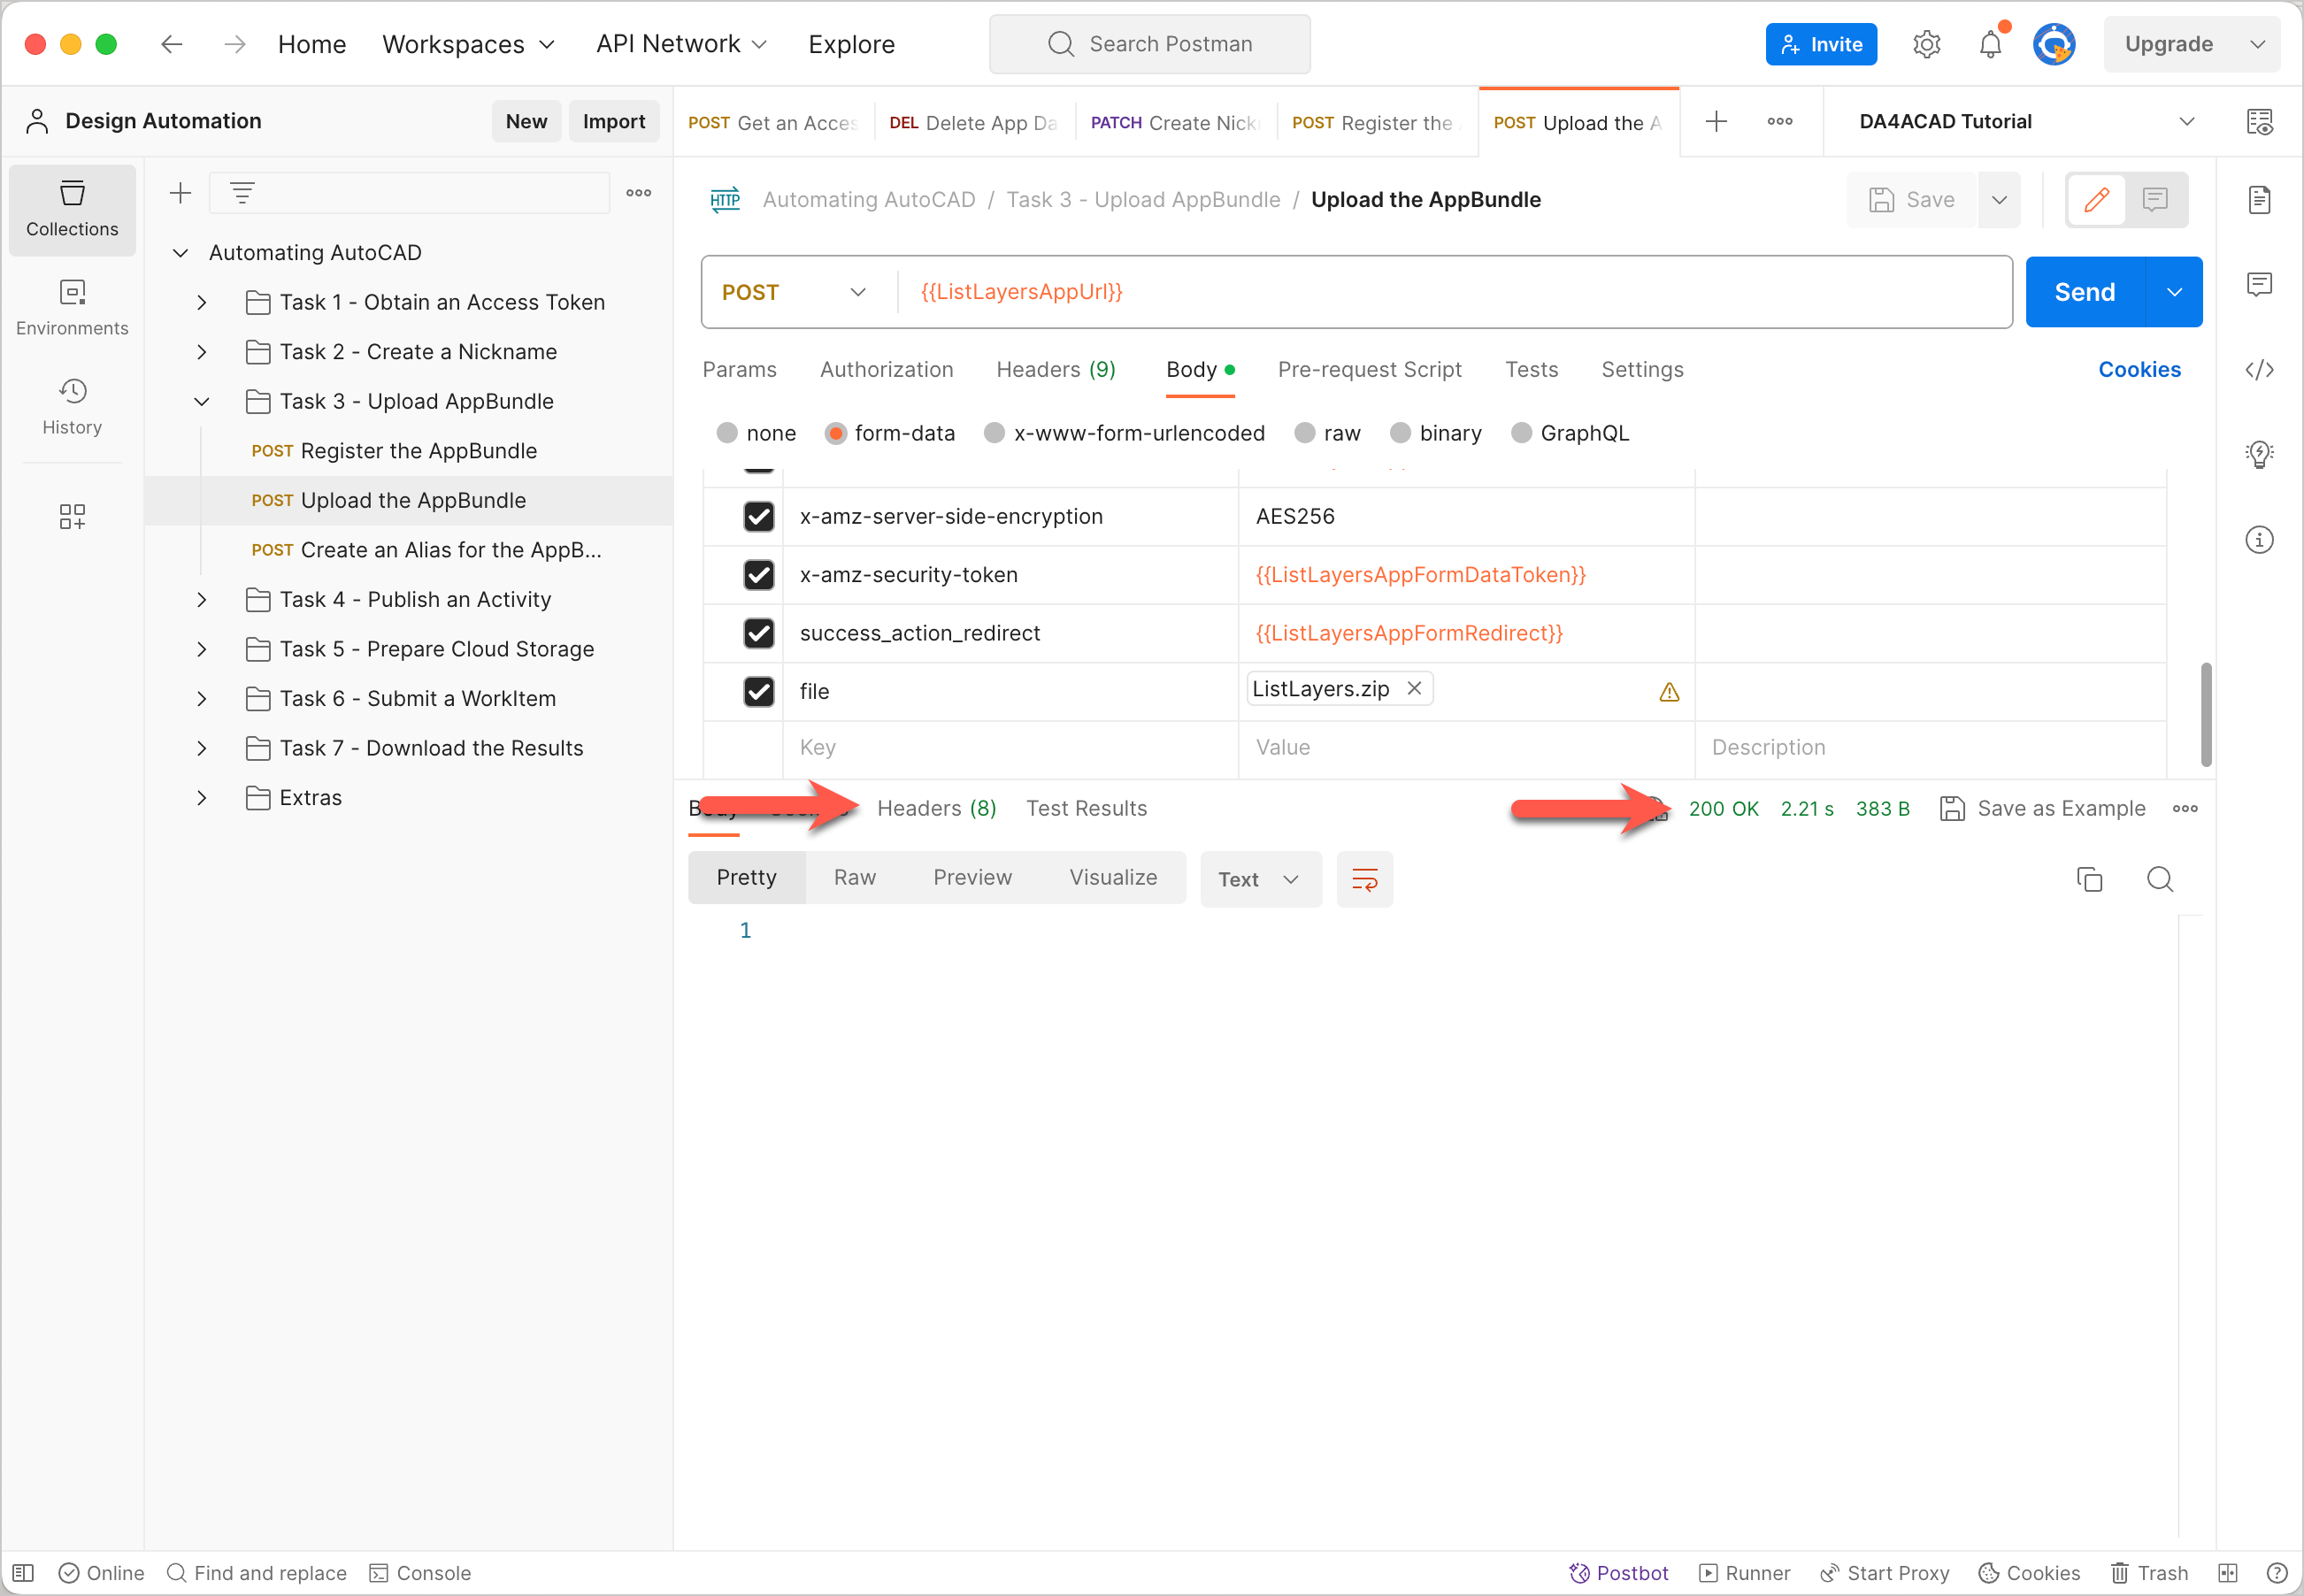 Home Workspaces API Network Explore Search Postman Invite Upgrade
Design Automation New Import POST Get an Acces DEL Delete App Da PATCH Create Nick POST Register the POST Upload the A DA4ACAD Tutorial
Collections
Environments
History
Automating AutoCAD
Task 1 - Obtain an Access Token
Task 2 - Create a Nickname
Task 3 - Upload AppBundle
POST Register the AppBundle
POST Upload the AppBundle
POST Create an Alias for the AppB...
Task 4 - Publish an Activity
Task 5 - Prepare Cloud Storage
Task 6 - Submit a WorkItem
Task 7 - Download the Results
Extras
HTTP Automating AutoCAD / Task 3 - Upload AppBundle / Upload the AppBundle Save
POST {{ListLayersAppUrl}} Send
Params Authorization Headers (9) Body Pre-request Script Tests Settings Cookies
none form-data x-www-form-urlencoded raw binary GraphQL
x-amz-server-side-encryption AES256
x-amz-security-token {{ListLayersAppFormDataToken}}
success_action_redirect {{ListLayersAppFormRedirect}}
file ListLayers.zip
Key Value Description
Body Headers (8) Test Results 200 OK 2.21 s 383 B Save as Example
Pretty Raw Preview Visualize Text
1
Online Find and replace Console Postbot Runner Start Proxy Cookies Trash